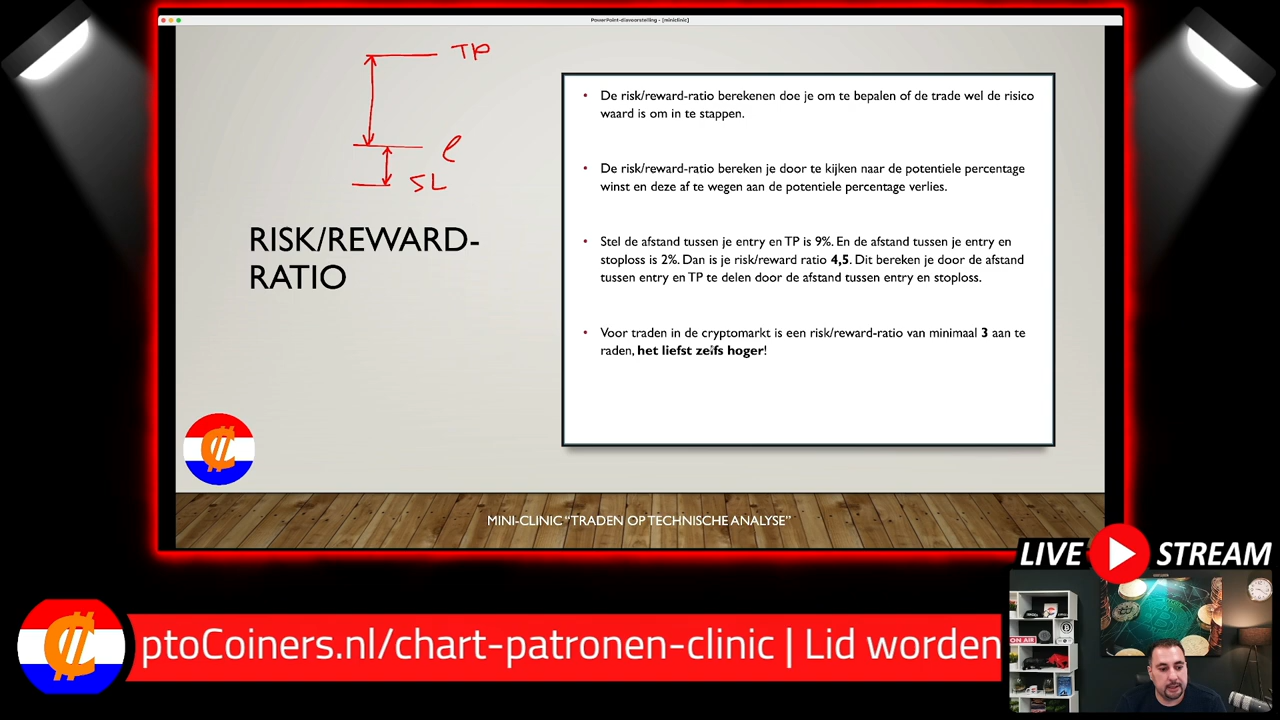 PowerPoint-diavoorstelling - [miniclinic]
TP
e
SL
RISK/REWARD-
RATIO
• De risk/reward-ratio berekenen doe je om te bepalen of de trade wel de risico
waard is om in te stappen.
• De risk/reward-ratio bereken je door te kijken naar de potentiele percentage
winst en deze af te wegen aan de potentiele percentage verlies.
• Stel de afstand tussen je entry en TP is 9%. En de afstand tussen je entry en
stoploss is 2%. Dan is je risk/reward ratio 4,5. Dit bereken je door de afstand
tussen entry en TP te delen door de afstand tussen entry en stoploss.
• Voor traden in de cryptomarkt is een risk/reward-ratio van minimaal 3 aan te
raden, het liefst zelfs hoger!
MINI-CLINIC “TRADEN OP TECHNISCHE ANALYSE”
LIVE STREAM
ON AIR
ptoCoiners.nl/chart-patronen-clinic | Lid worden